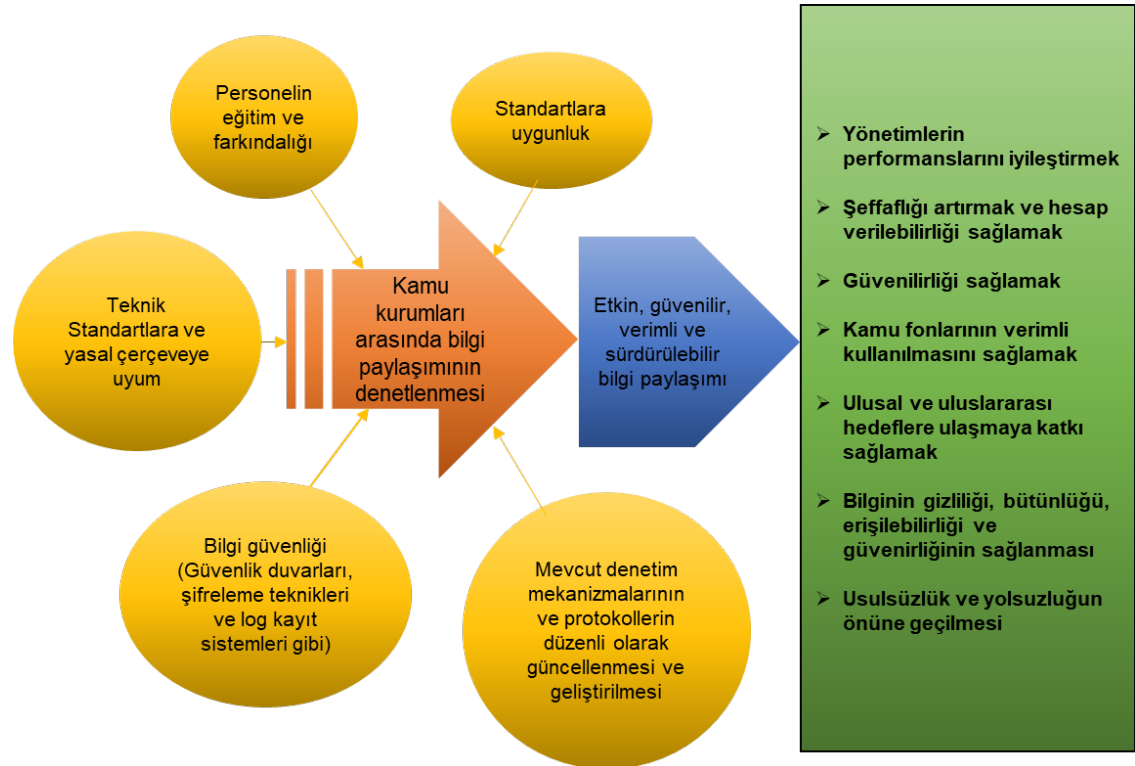 Personelin
eğitim ve
farkındalığı
Standartlara
uygunluk
Teknik
Standartlara ve
yasal çerçeveye
uyum
Kamu
kurumları
arasında bilgi
paylaşımının
denetlenmesi
Etkin, güvenilir,
verimli ve
sürdürülebilir
bilgi paylaşımı
Bilgi güvenliği
(Güvenlik duvarları,
şifreleme teknikleri
ve log kayıt
sistemleri gibi)
Mevcut denetim
mekanizmalarının
ve protokollerin
düzenli olarak
güncellenmesi ve
geliştirilmesi
➢ Yönetimlerin
performanslarını iyileştirmek
➢ Şeffaflığı artırmak ve hesap
verilebilirliği sağlamak
➢ Güvenilirliği sağlamak
➢ Kamu fonlarının verimli
kullanılmasını sağlamak
➢ Ulusal ve uluslararası
hedeflere ulaşmaya katkı
sağlamak
➢ Bilginin gizliliği, bütünlüğü,
erişilebilirliği ve
güvenirliğinin sağlanması
➢ Usulsüzlük ve yolsuzluğun
önüne geçilmesi